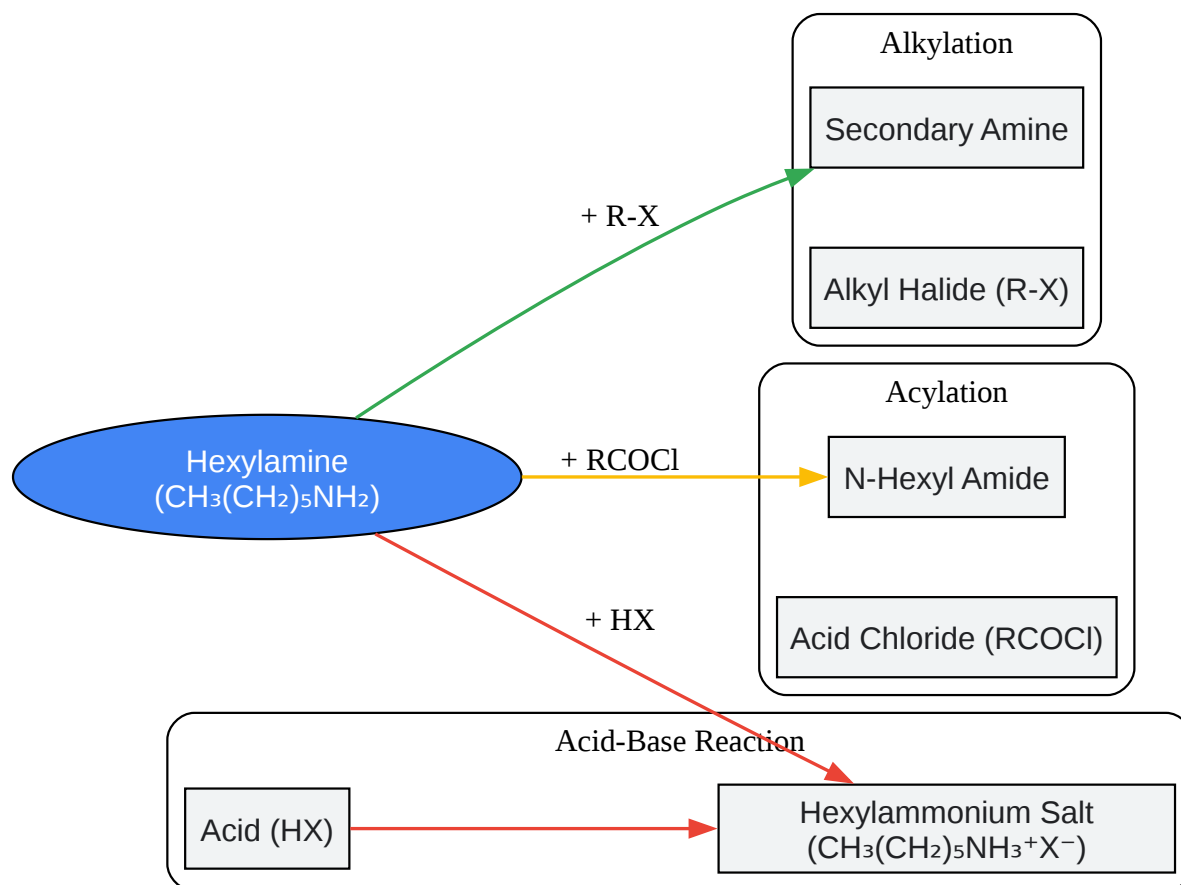 Alkylation
Secondary Amine
+ R-X
Alkyl Halide (R-X)
Acylation
Hexylamine
(CH₃(CH₂)₅NH₂)
+ RCOCl
N-Hexyl Amide
+ HX
Acid Chloride (RCOCl)
Acid-Base Reaction
Acid (HX)
Hexylammonium Salt
(CH₃(CH₂)₅NH₃⁺X⁻)